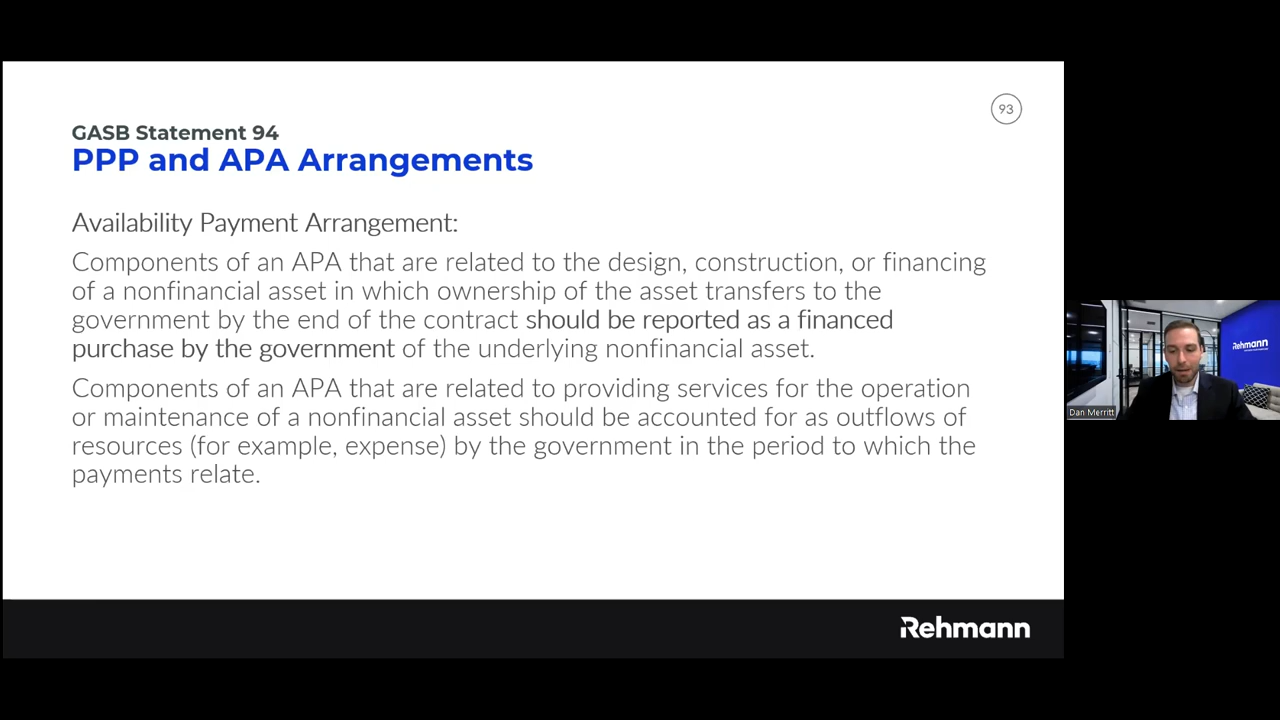 93
GASB Statement 94
PPP and APA Arrangements
Availability Payment Arrangement:
Components of an APA that are related to the design, construction, or financing
of a nonfinancial asset in which ownership of the asset transfers to the
government by the end of the contract should be reported as a financed
purchase by the government of the underlying nonfinancial asset.
Components of an APA that are related to providing services for the operation
or maintenance of a nonfinancial asset should be accounted for as outflows of
resources (for example, expense) by the government in the period to which the
payments relate.
Rehmann
Rehmann
Dan Merritt